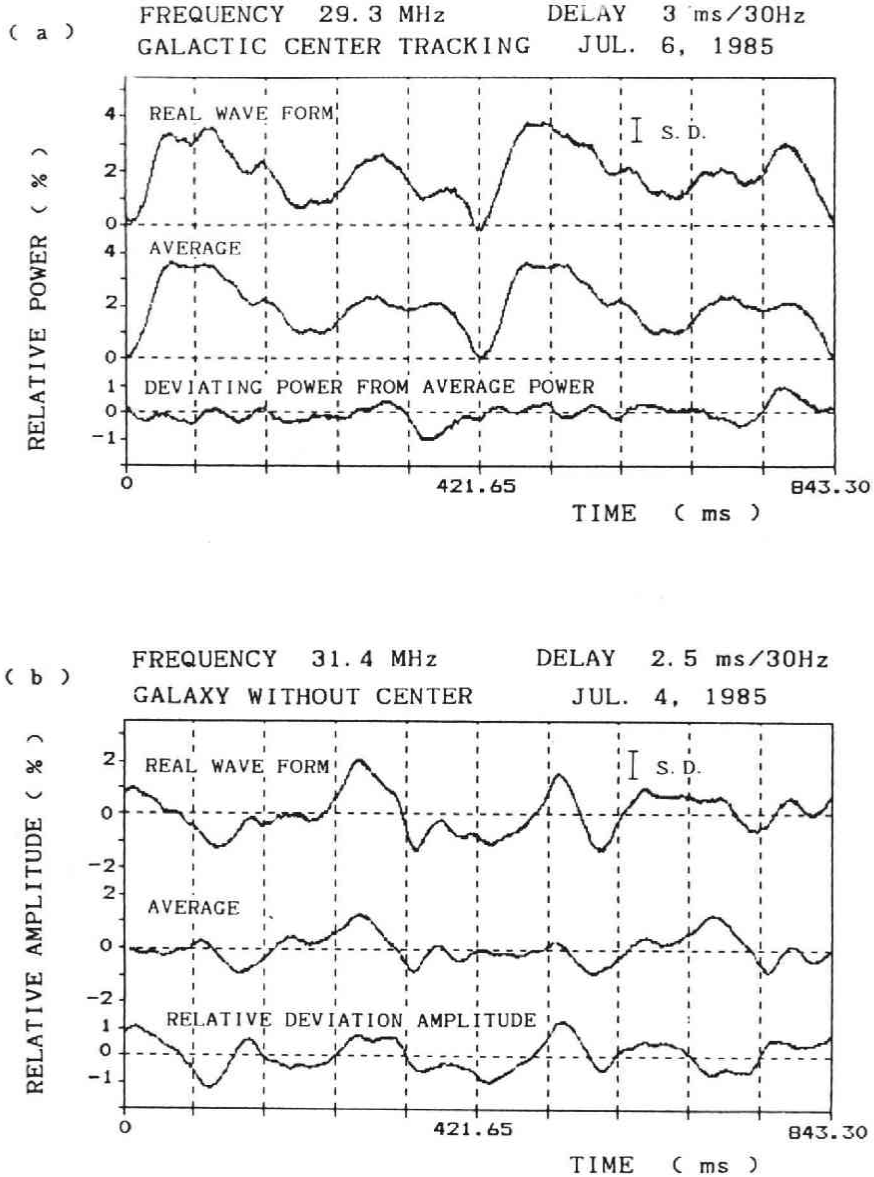 ( a )
FREQUENCY 29.3 MHz DELAY 3 ms/30Hz
GALACTIC CENTER TRACKING JUL. 6, 1985
REAL WAVE FORM
S. D.
4
2
0
AVERAGE
4
2
0
DEVIATING POWER FROM AVERAGE POWER
1
0
-1
RELATIVE POWER ( % )
0 421.65 843.30
TIME ( ms )
( b )
FREQUENCY 31.4 MHz DELAY 2.5 ms/30Hz
GALAXY WITHOUT CENTER JUL. 4, 1985
REAL WAVE FORM
S. D.
2
0
-2
AVERAGE
2
0
-2
RELATIVE DEVIATION AMPLITUDE
1
0
-1
RELATIVE AMPLITUDE ( % )
0 421.65 843.30
TIME ( ms )